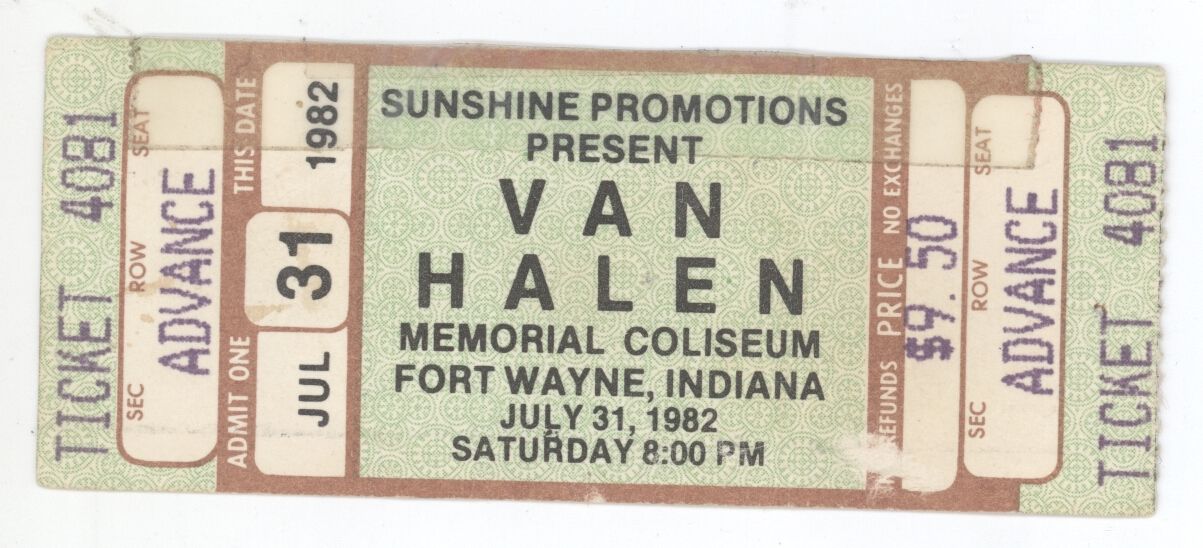 TICKET 4081
SEC ROW SEAT
ADVANCE
ADMIT ONE THIS DATE
JUL 31 1982
SUNSHINE PROMOTIONS
PRESENT
VAN
HALEN
MEMORIAL COLISEUM
FORT WAYNE, INDIANA
JULY 31, 1982
SATURDAY 8:00 PM
REFUNDS PRICE NO EXCHANGES
$9.50
SEC ROW SEAT
ADVANCE
TICKET 4081